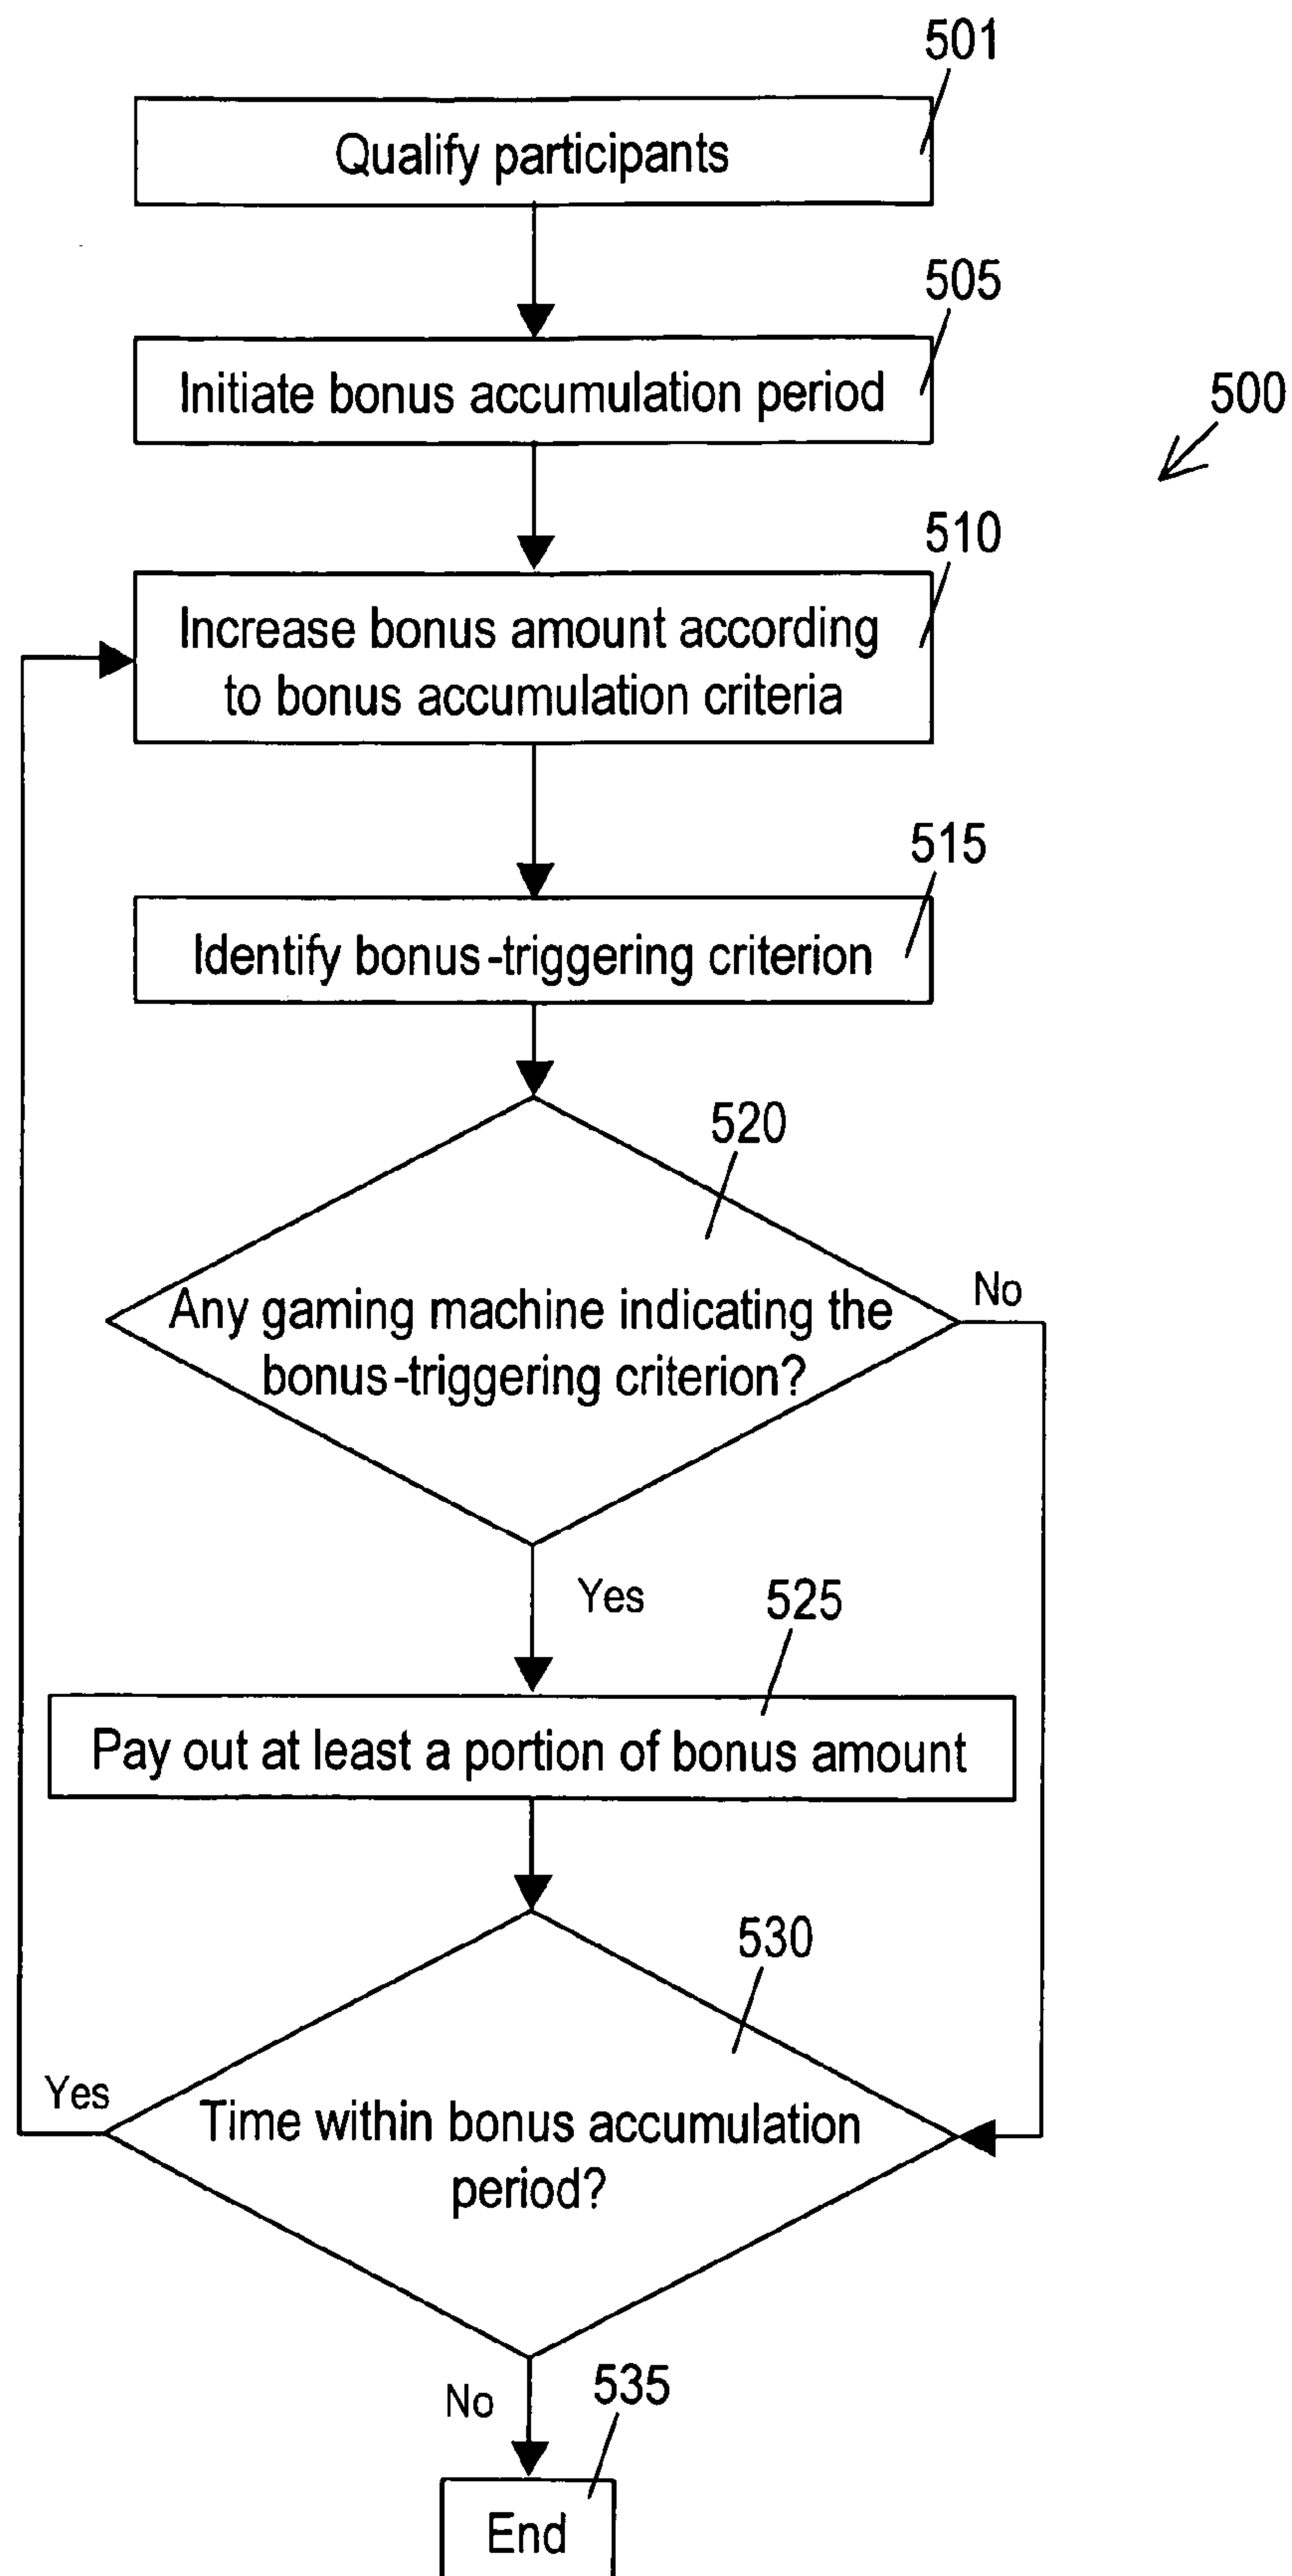 501
Qualify participants
505
Initiate bonus accumulation period
500
510
Increase bonus amount according
to bonus accumulation criteria
515
Identify bonus-triggering criterion
520
Any gaming machine indicating the
bonus-triggering criterion?
No
Yes
525
Pay out at least a portion of bonus amount
530
Yes
Time within bonus accumulation
period?
No
535
End